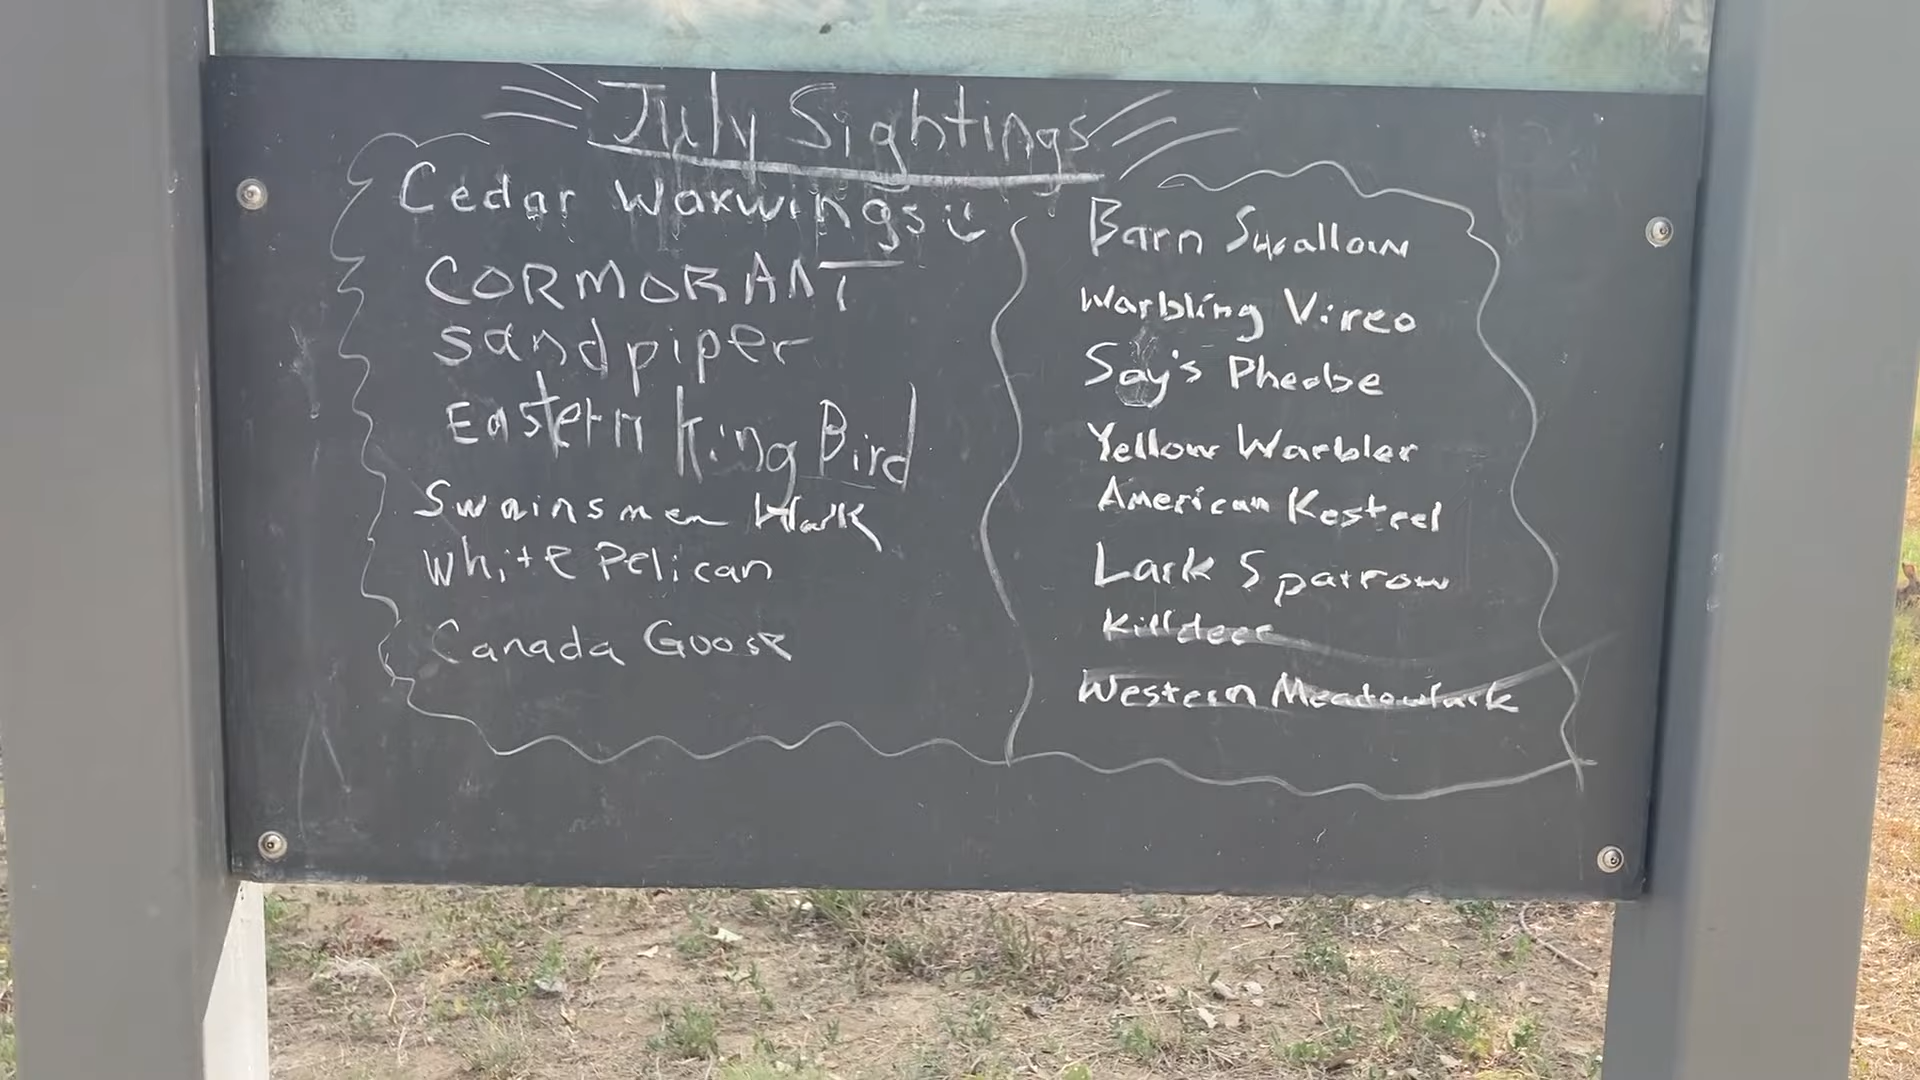 July Sightings
Cedar Waxwings
CORMORANT
sandpiper
Eastern King Bird
Swainsmen Hawk
White Pelican
Canada Goose
Barn Swallow
Warbling Vireo
Say's Pheobe
Yellow Warbler
American Kestrel
Lark Sparrow
Killdeer
Western Meadowlark